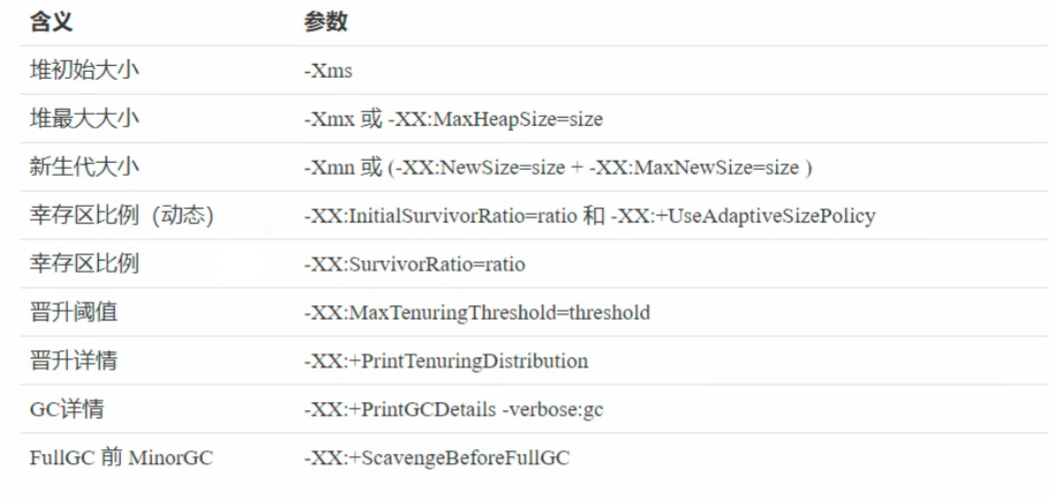 含义 参数
堆初始大小 -Xms
堆最大大小 -Xmx 或 -XX:MaxHeapSize=size
新生代大小 -Xmn 或 (-XX:NewSize=size + -XX:MaxNewSize=size )
幸存区比例（动态） -XX:InitialSurvivorRatio=ratio 和 -XX:+UseAdaptiveSizePolicy
幸存区比例 -XX:SurvivorRatio=ratio
晋升阈值 -XX:MaxTenuringThreshold=threshold
晋升详情 -XX:+PrintTenuringDistribution
GC详情 -XX:+PrintGCDetails -verbose:gc
FullGC 前 MinorGC -XX:+ScavengeBeforeFullGC